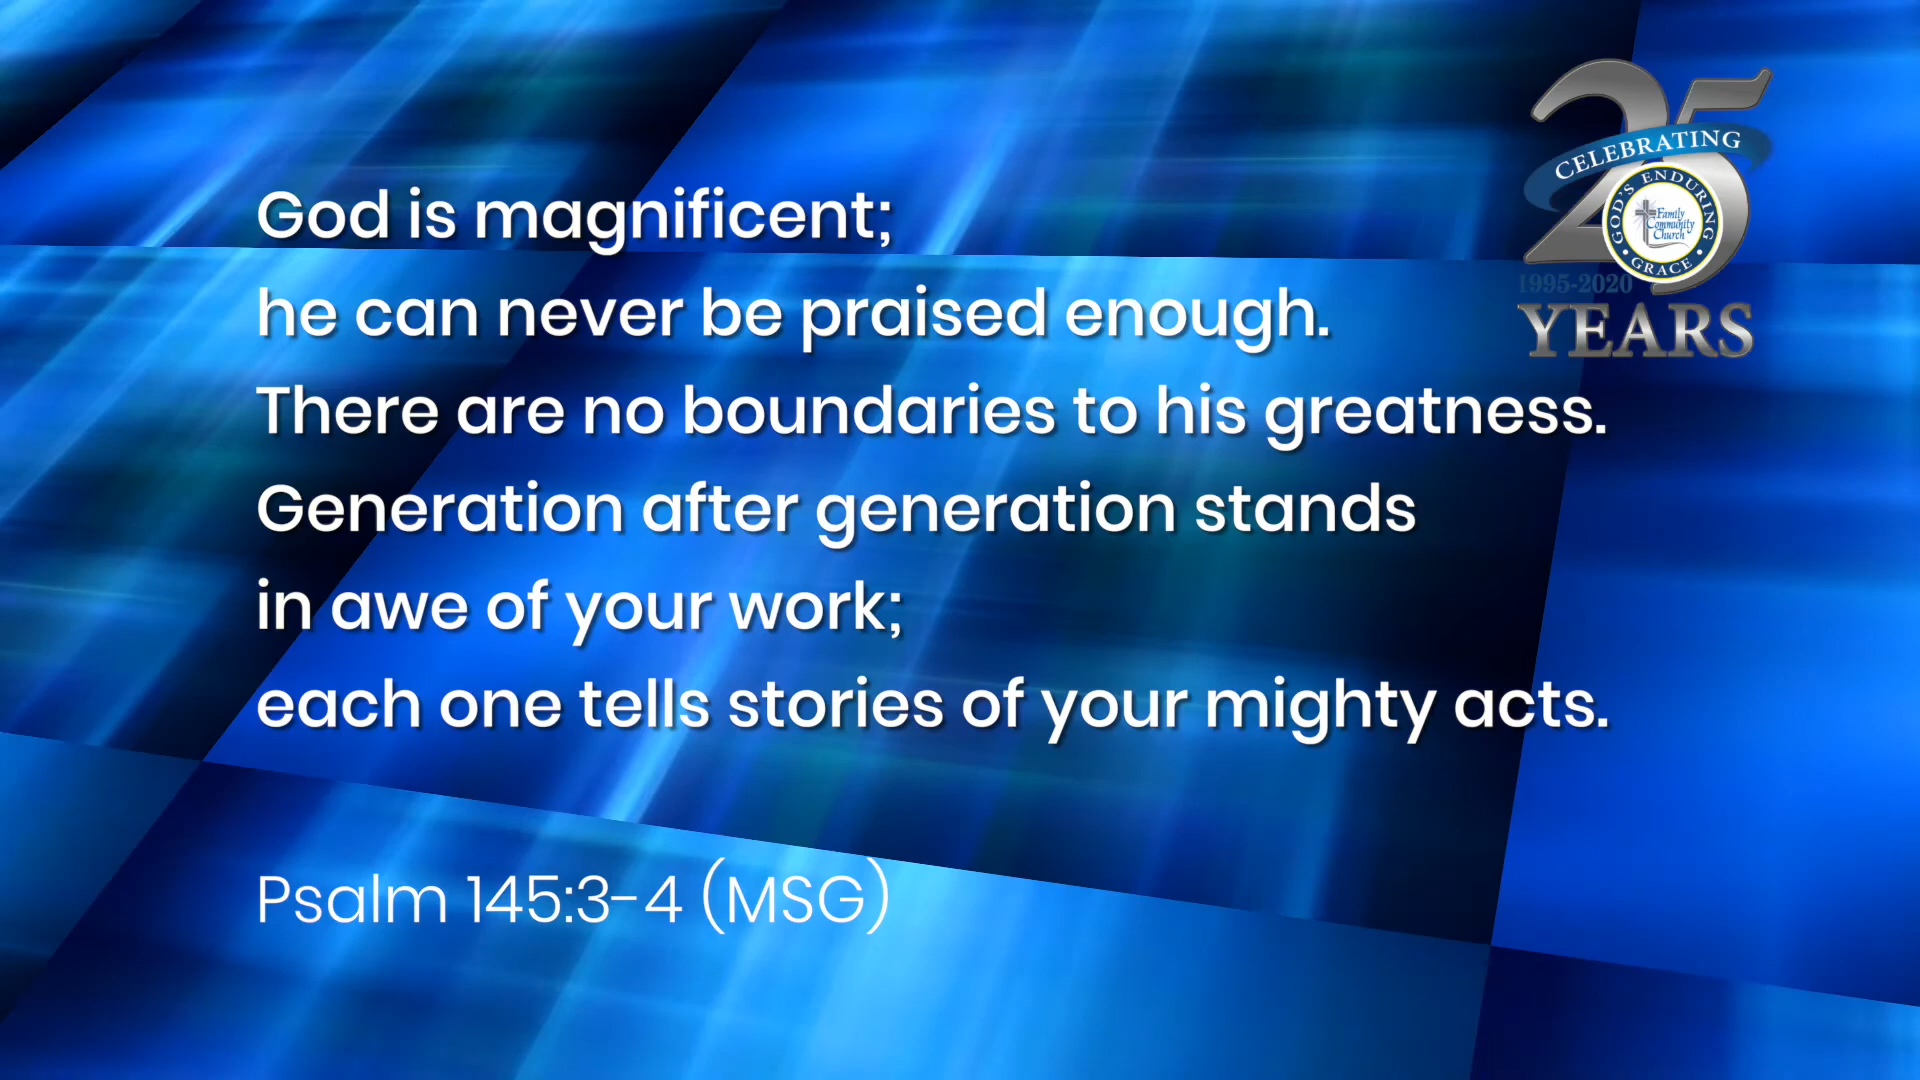 God is magnificent;
he can never be praised enough.
There are no boundaries to his greatness.
Generation after generation stands
in awe of your work;
each one tells stories of your mighty acts.
Psalm 145:3-4 (MSG)
25
CELEBRATING
GOD'S ENDURING GRACE
Family
Community
Church
1995-2020
YEARS